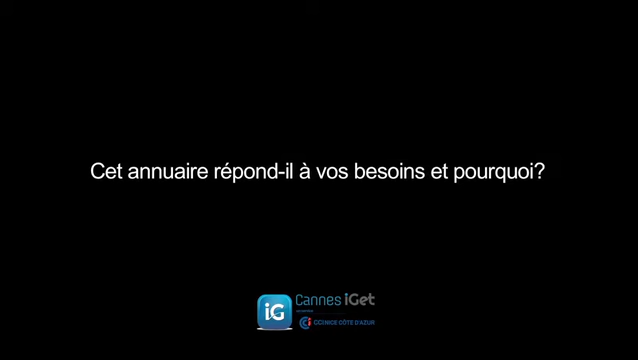 Cet annuaire répond-il à vos besoins et pourquoi?
iG
Cannes iGet
CCI NICE CÔTE D'AZUR